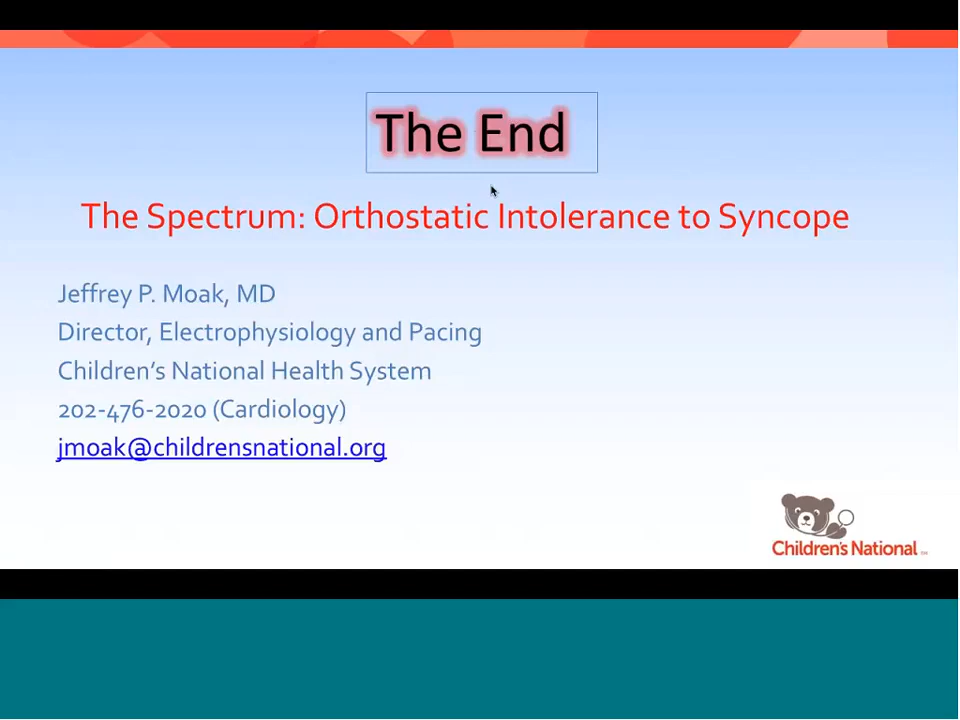 The End
The Spectrum: Orthostatic Intolerance to Syncope
Jeffrey P. Moak, MD
Director, Electrophysiology and Pacing
Children’s National Health System
202-476-2020 (Cardiology)
jmoak@childrensnational.org
Children's National ™